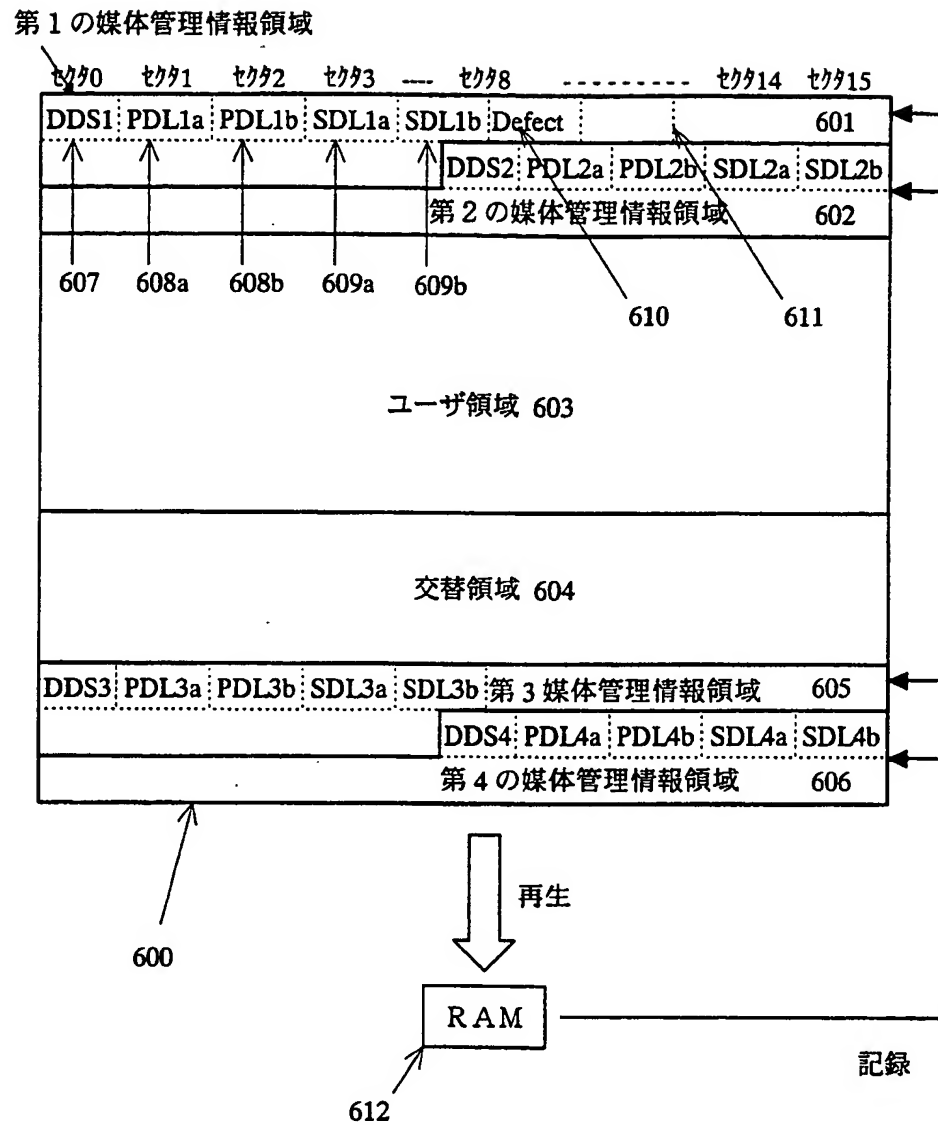 第1の媒体管理情報領域
ｾｸﾀ0 ｾｸﾀ1 ｾｸﾀ2 ｾｸﾀ3 ---- ｾｸﾀ8 - - - - - - - - ｾｸﾀ14 ｾｸﾀ15
DDS1 PDL1a PDL1b SDL1a SDL1b Defect 601
DDS2 PDL2a PDL2b SDL2a SDL2b
第2の媒体管理情報領域 602
607 608a 608b 609a 609b 610 611
ユーザ領域 603
交替領域 604
DDS3 PDL3a PDL3b SDL3a SDL3b 第3媒体管理情報領域 605
DDS4 PDL4a PDL4b SDL4a SDL4b
第4の媒体管理情報領域 606
再生
600
RAM
記録
612